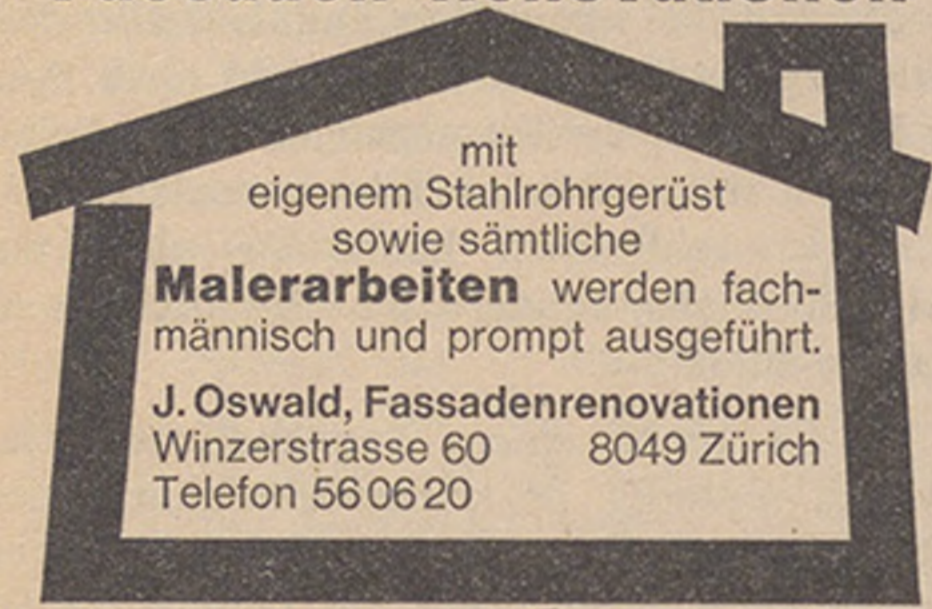 mit
eigenem Stahlrohrgerüst
sowie sämtliche
Malerarbeiten werden fach-
männisch und prompt ausgeführt.
J. Oswald, Fassadenrenovationen
Winzerstrasse 60 8049 Zürich
Telefon 56 06 20